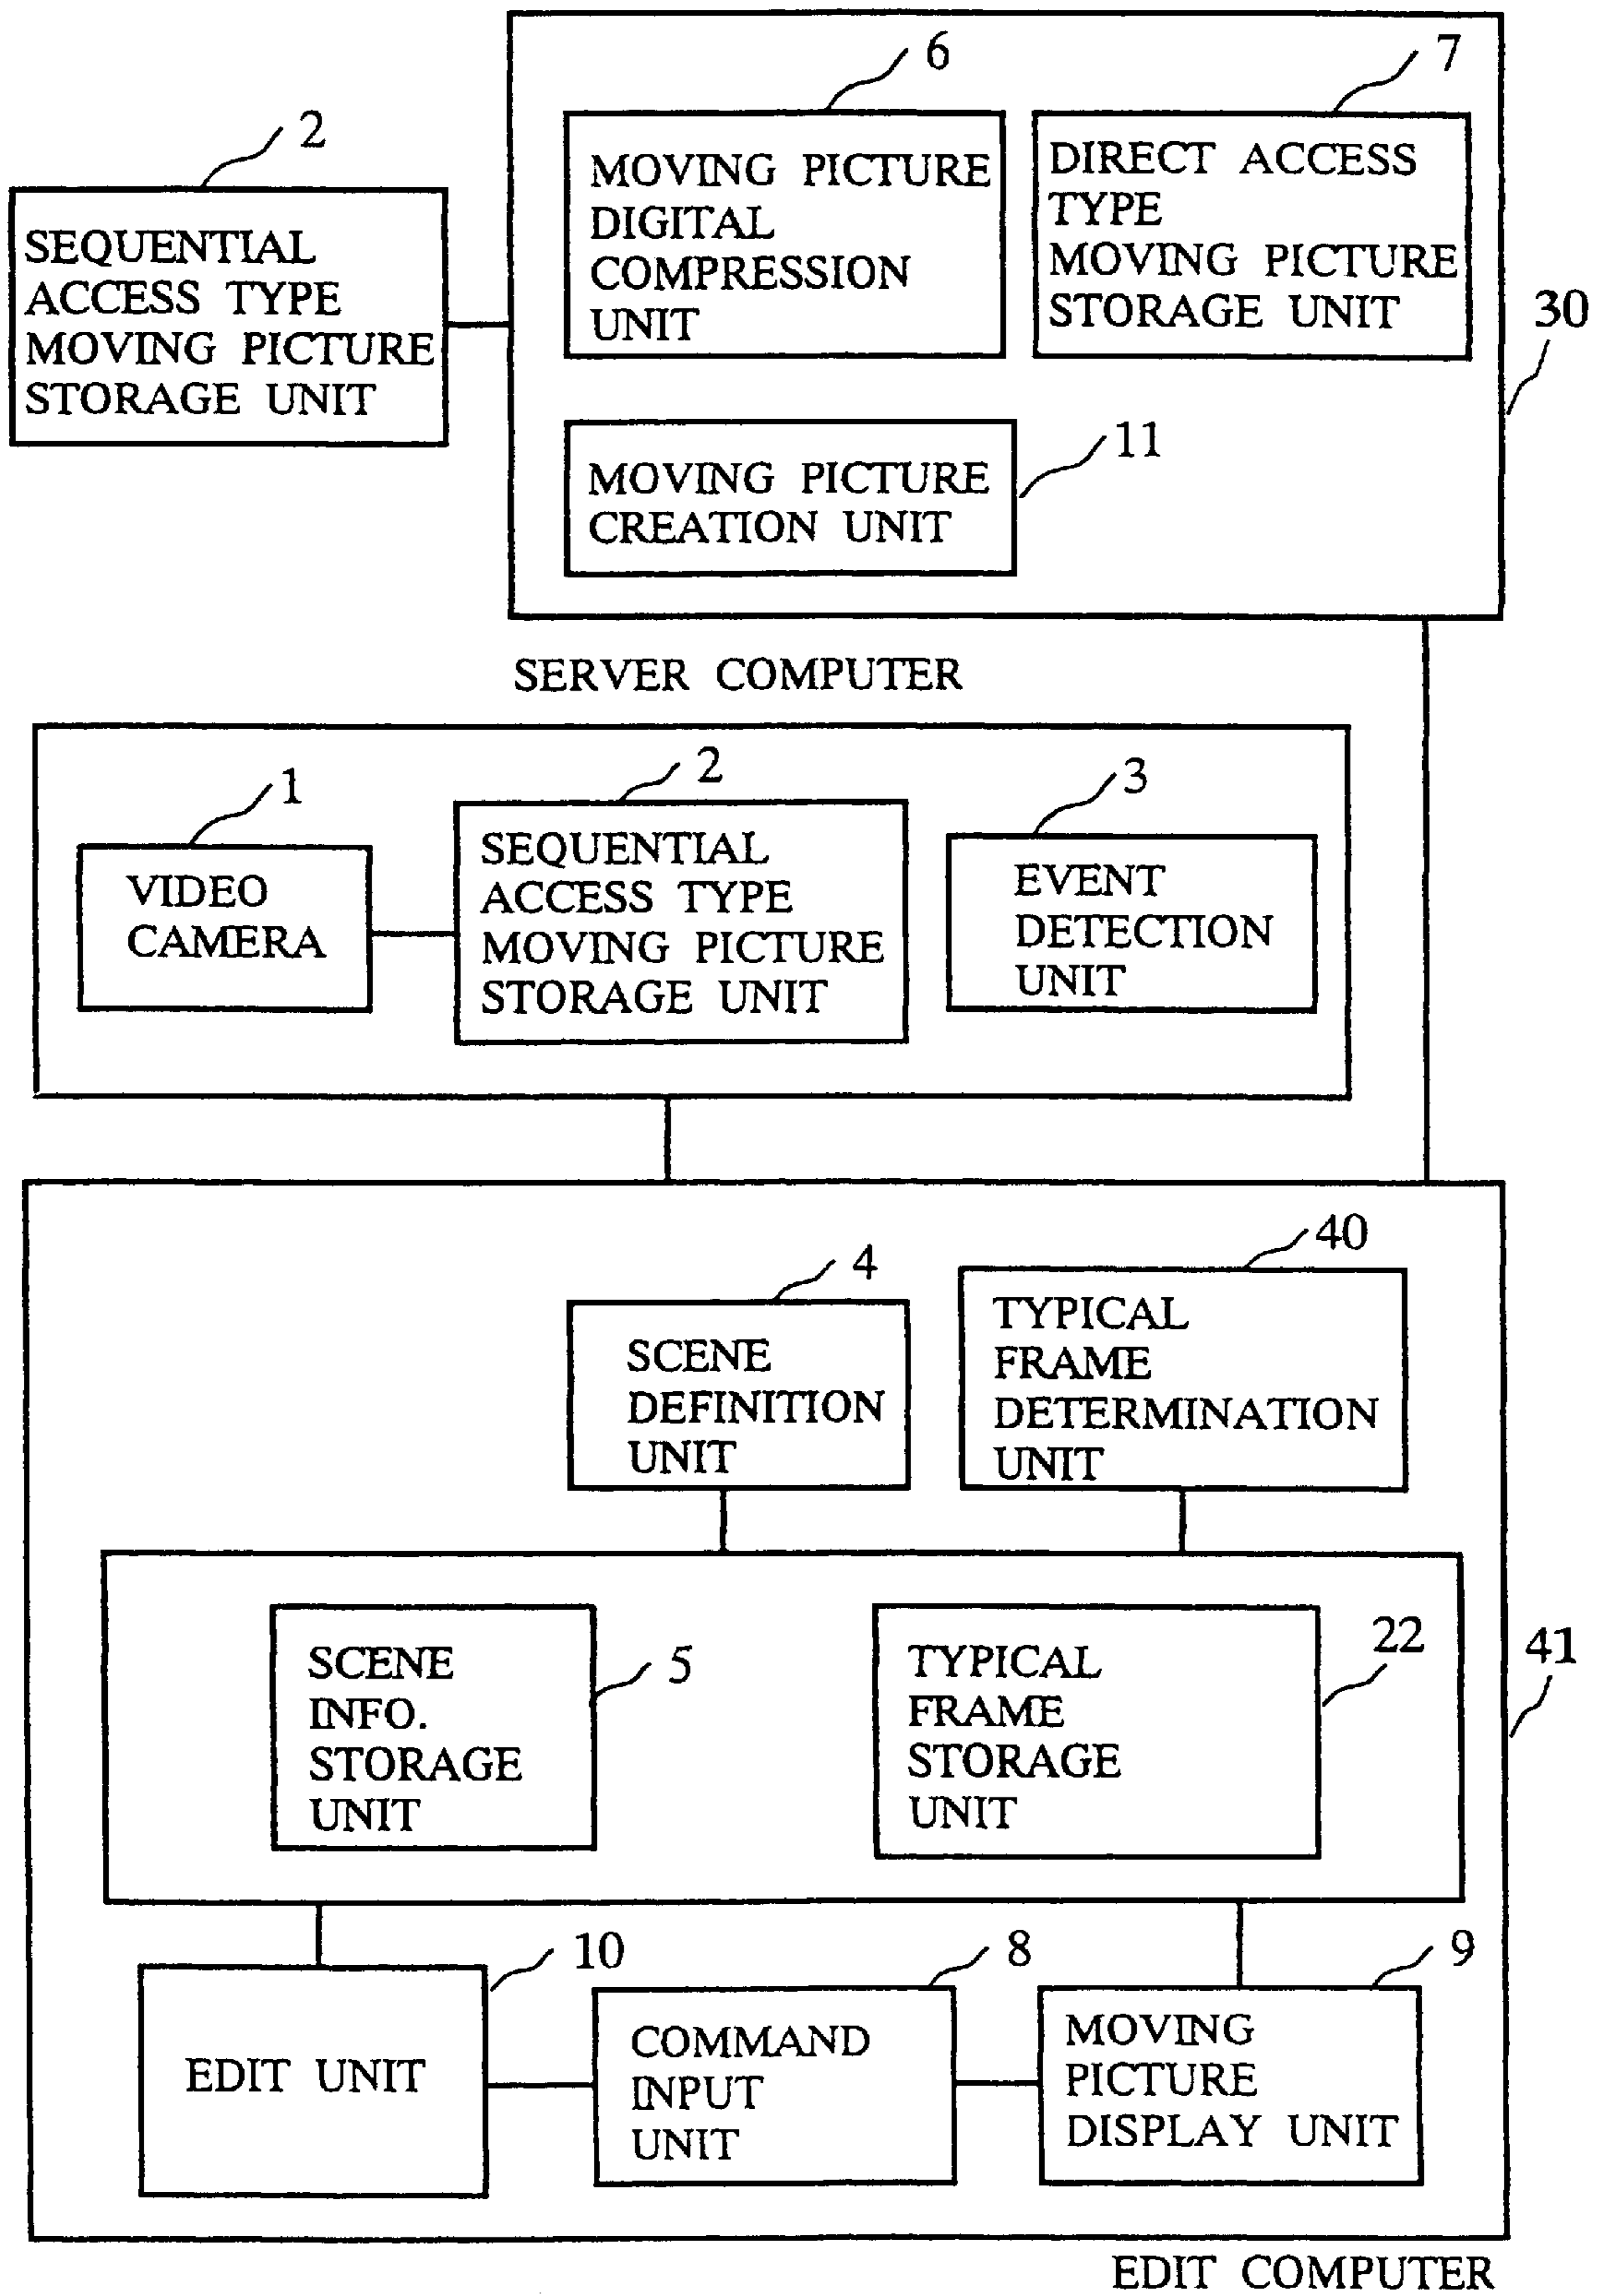 2
SEQUENTIAL
ACCESS TYPE
MOVING PICTURE
STORAGE UNIT
6
MOVING PICTURE
DIGITAL
COMPRESSION
UNIT
7
DIRECT ACCESS
TYPE
MOVING PICTURE
STORAGE UNIT
30
11
MOVING PICTURE
CREATION UNIT
SERVER COMPUTER
1
VIDEO
CAMERA
2
SEQUENTIAL
ACCESS TYPE
MOVING PICTURE
STORAGE UNIT
3
EVENT
DETECTION
UNIT
4
SCENE
DEFINITION
UNIT
40
TYPICAL
FRAME
DETERMINATION
UNIT
SCENE
INFO.
STORAGE
UNIT
5
TYPICAL
FRAME
STORAGE
UNIT
22
41
10
EDIT UNIT
8
COMMAND
INPUT
UNIT
9
MOVING
PICTURE
DISPLAY UNIT
EDIT COMPUTER